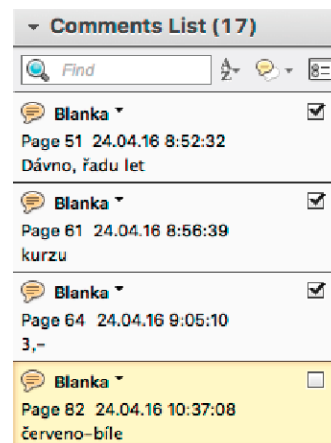 Comments List (17)
Find
Blanka
Page 51 24.04.16 8:52:32
Dávno, řadu let
Blanka
Page 61 24.04.16 8:56:39
kurzu
Blanka
Page 64 24.04.16 9:05:10
3,–
Blanka
Page 82 24.04.16 10:37:08
červeno-bíle